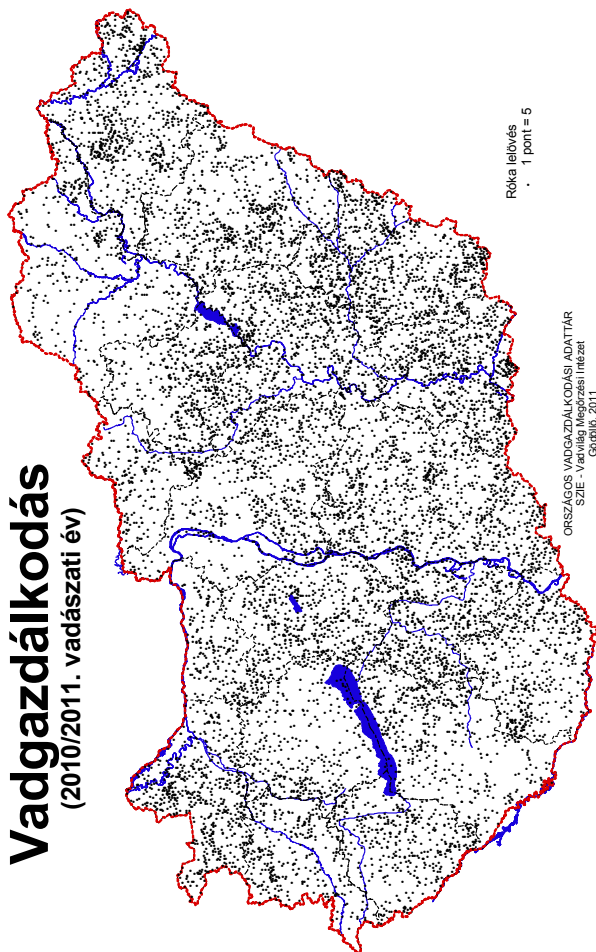 Vadgazdálkodás
(2010/2011. vadászati év)
Róka lelövés
· 1 pont = 5
ORSZÁGOS VADGAZDÁLKODÁSI ADATTÁR
SZIE - Vadvilág Megőrzési Intézet
Gödöllő, 2011